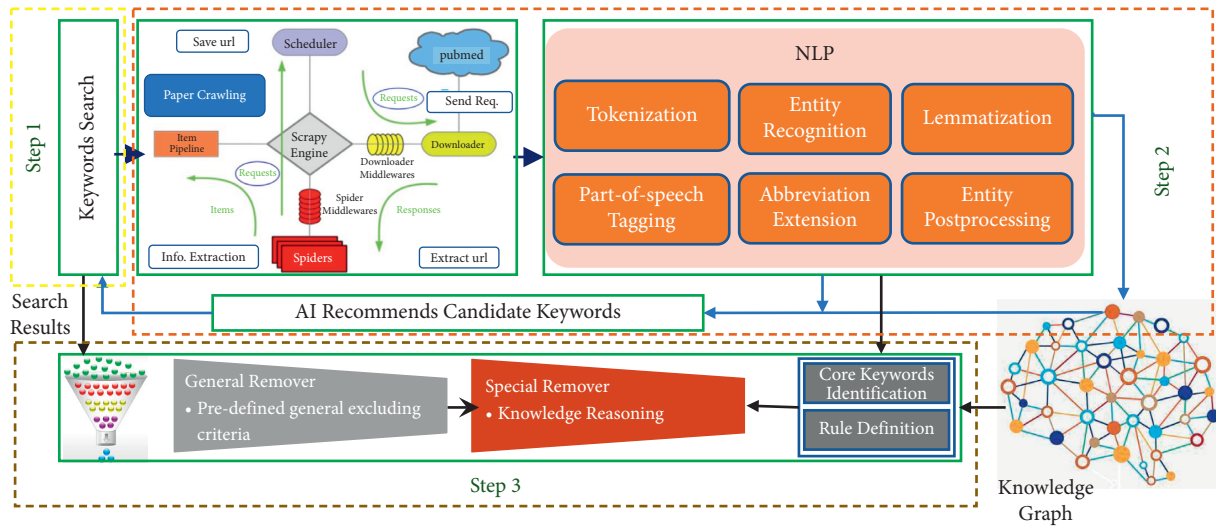 Step 1
Keywords Search
Save url
Scheduler
pubmed
Paper Crawling
Requests
Send Req.
Item
Pipeline
Scrapy
Engine
Downloader
Downloader
Middlewares
Requests
Spider
Middlewares
Items
Responses
Info. Extraction
Spiders
Extract url
NLP
Tokenization
Entity
Recognition
Lemmatization
Part-of-speech
Tagging
Abbreviation
Extension
Entity
Postprocessing
Step 2
Search
Results
AI Recommends Candidate Keywords
General Remover
• Pre-defined general excluding
criteria
Special Remover
• Knowledge Reasoning
Core Keywords
Identification
Rule Definition
Step 3
Knowledge
Graph